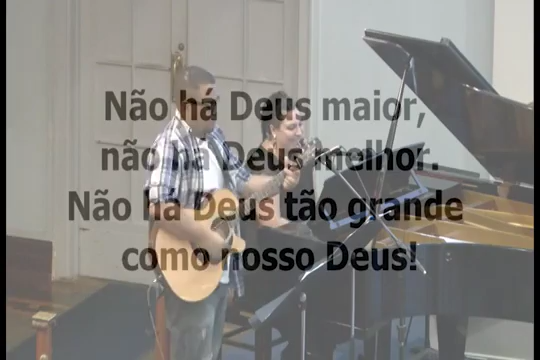 Não há Deus maior,
não há Deus melhor.
Não há Deus tão grande
como nosso Deus!